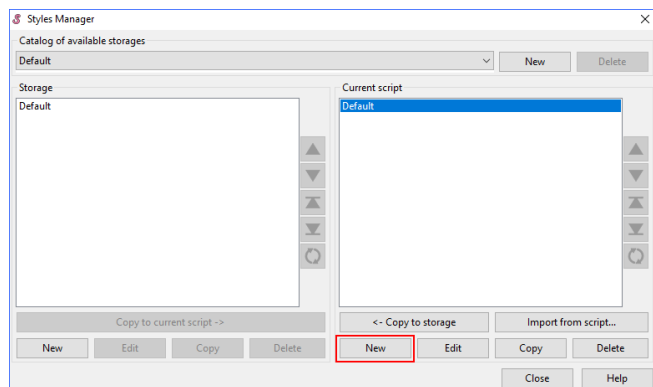 Styles Manager
Catalog of available storages
Default New Delete
Storage
Default
Copy to current script ->
New Edit Copy Delete
Current script
Default
<- Copy to storage Import from script...
New Edit Copy Delete
Close Help